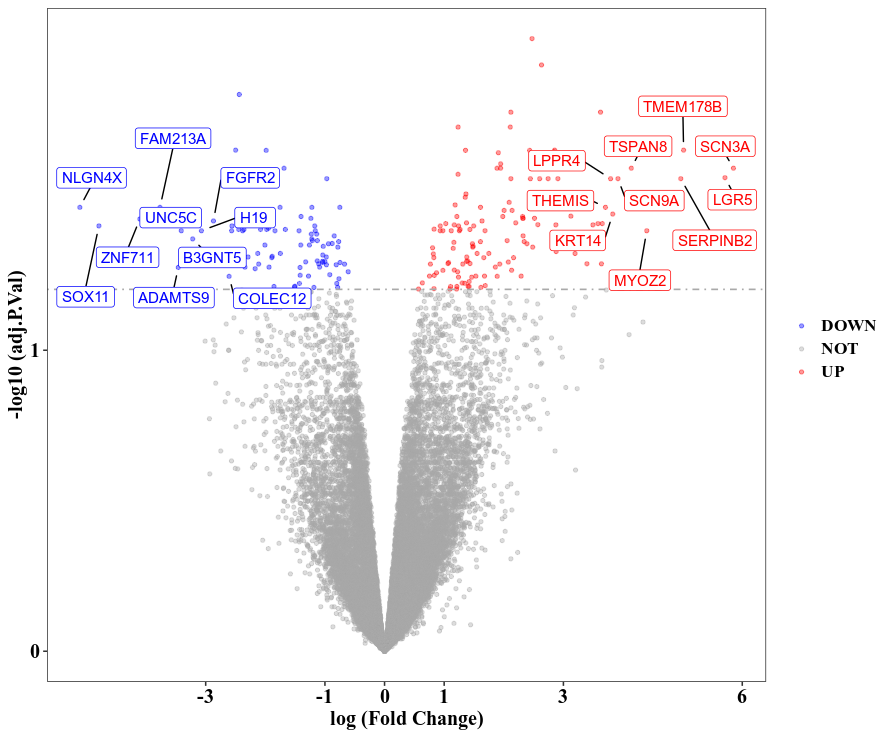 TMEM178B
FAM213A
TSPAN8
SCN3A
LPPR4
NLGN4X
FGFR2
THEMIS
SCN9A
LGR5
UNC5C
H19
KRT14
SERPINB2
ZNF711
B3GNT5
MYOZ2
SOX11
ADAMTS9
COLEC12
-log10 (adj.P.Val)
1
0
DOWN
NOT
UP
-3 -1 0 1 3 6
log (Fold Change)